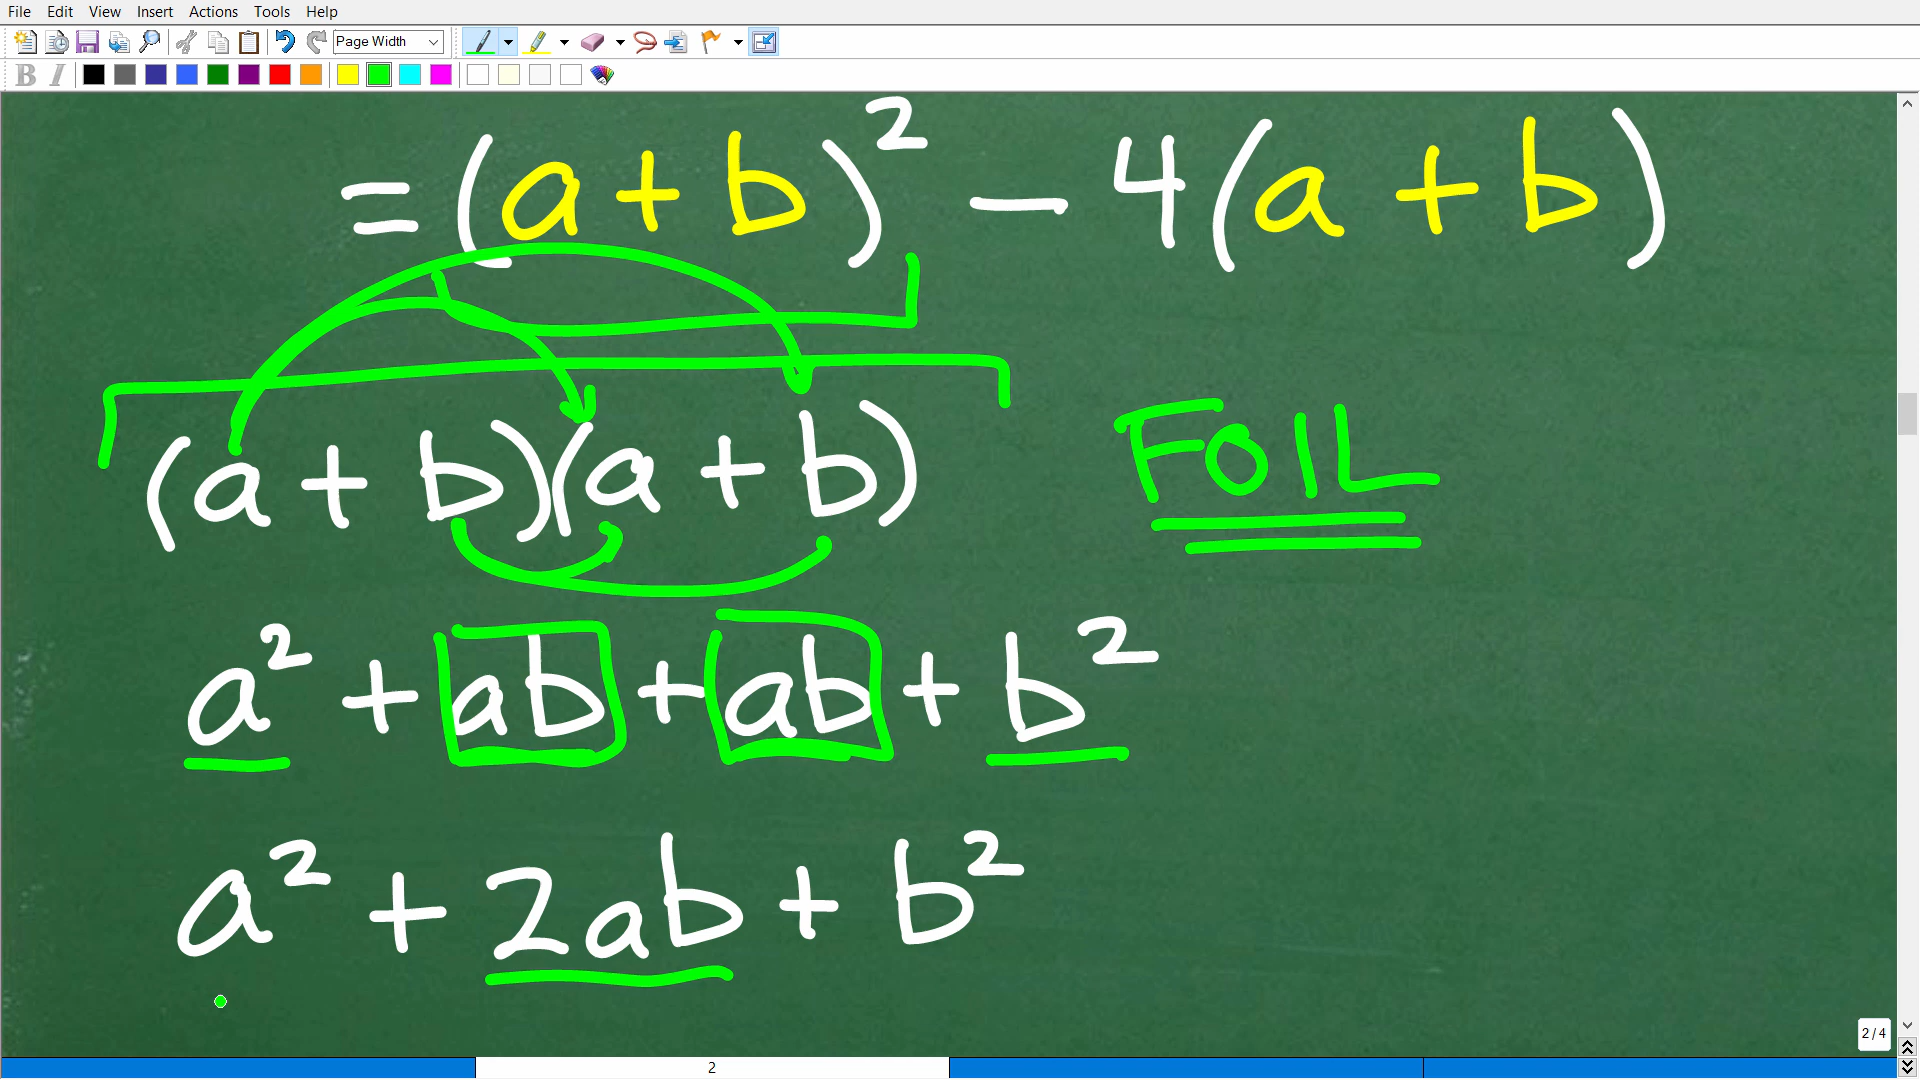 File Edit View Insert Actions Tools Help
Page Width
B I
= (a + b)² − 4(a + b)
(a + b)(a + b) FOIL
a² + ab + ab + b²
a² + 2ab + b²
2 / 4
2